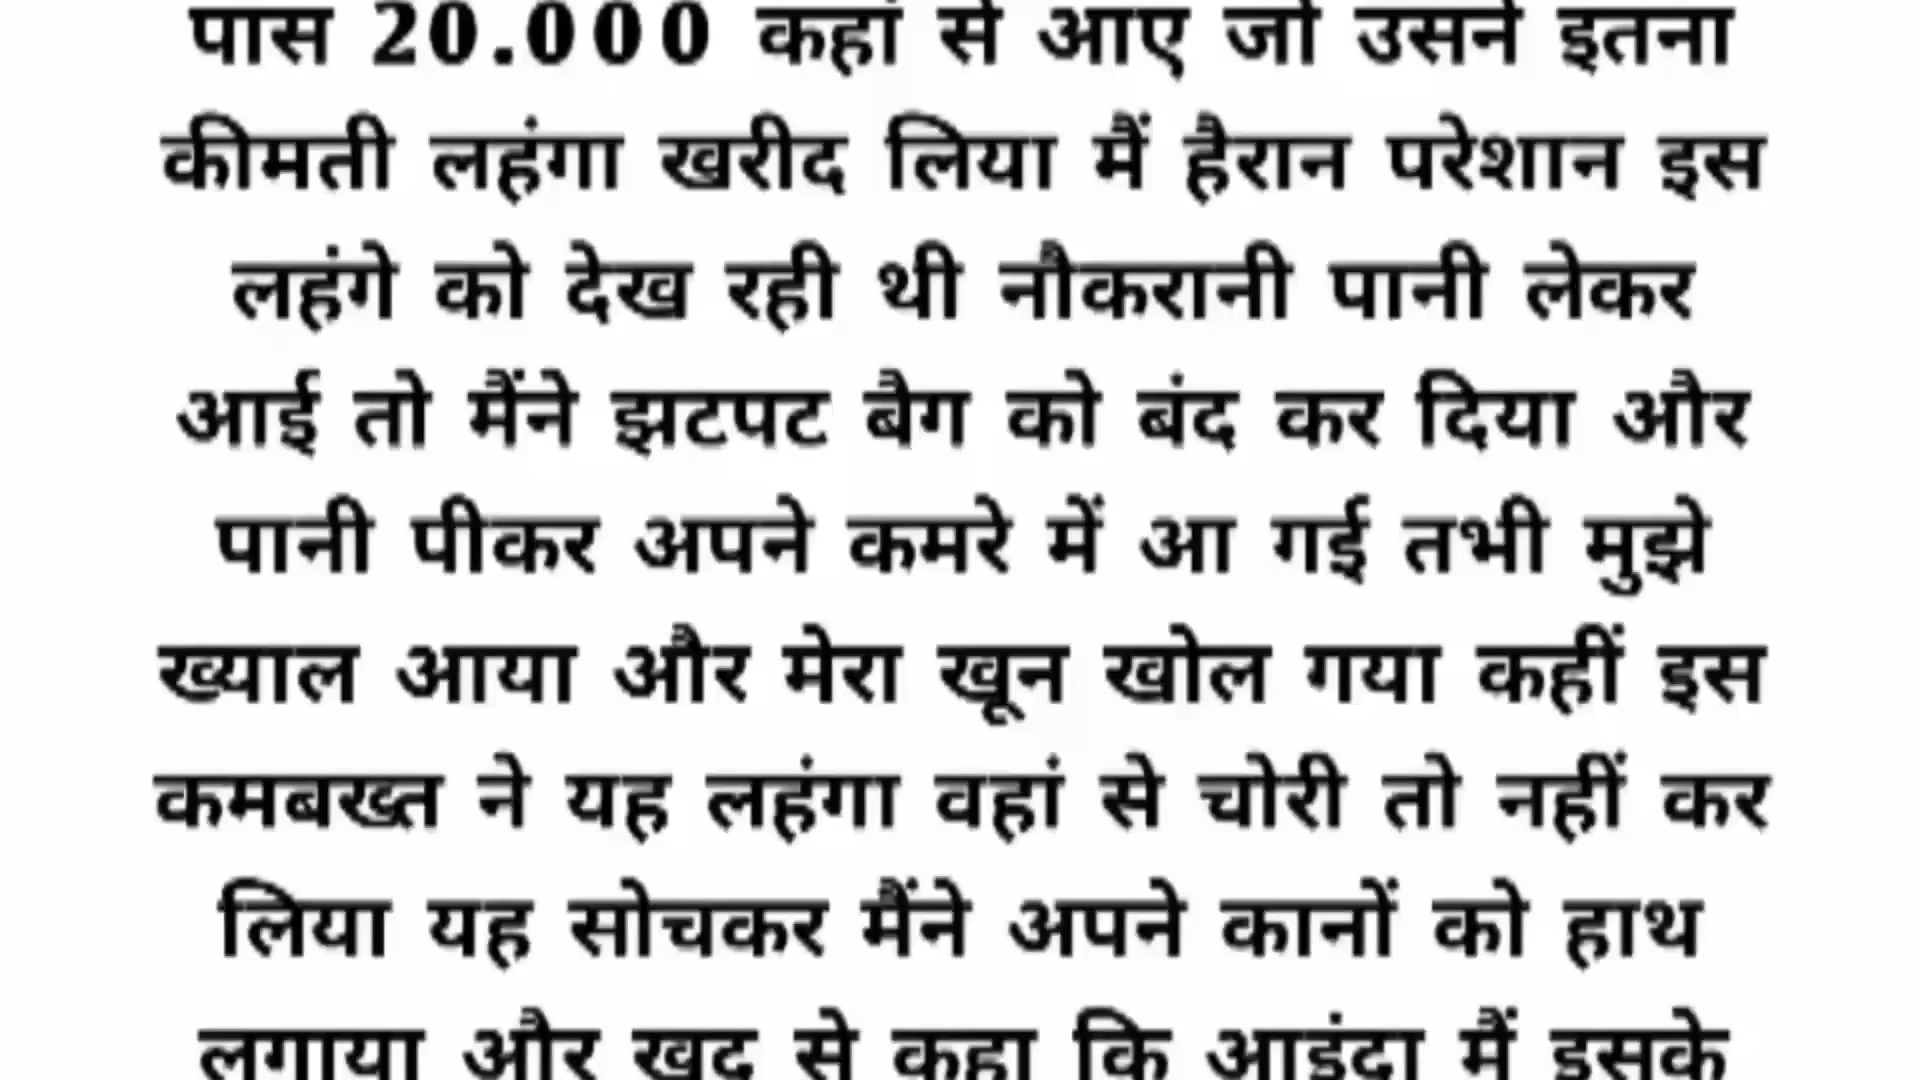 पास 20.000 कहां से आए जो उसने इतना
कीमती लहंगा खरीद लिया मैं हैरान परेशान इस
लहंगे को देख रही थी नौकरानी पानी लेकर
आई तो मैंने झटपट बैग को बंद कर दिया और
पानी पीकर अपने कमरे में आ गई तभी मुझे
ख्याल आया और मेरा खून खोल गया कहीं इस
कमबख्त ने यह लहंगा वहां से चोरी तो नहीं कर
लिया यह सोचकर मैंने अपने कानों को हाथ
लगाया और खुद से कहा कि आइंदा मैं इसके